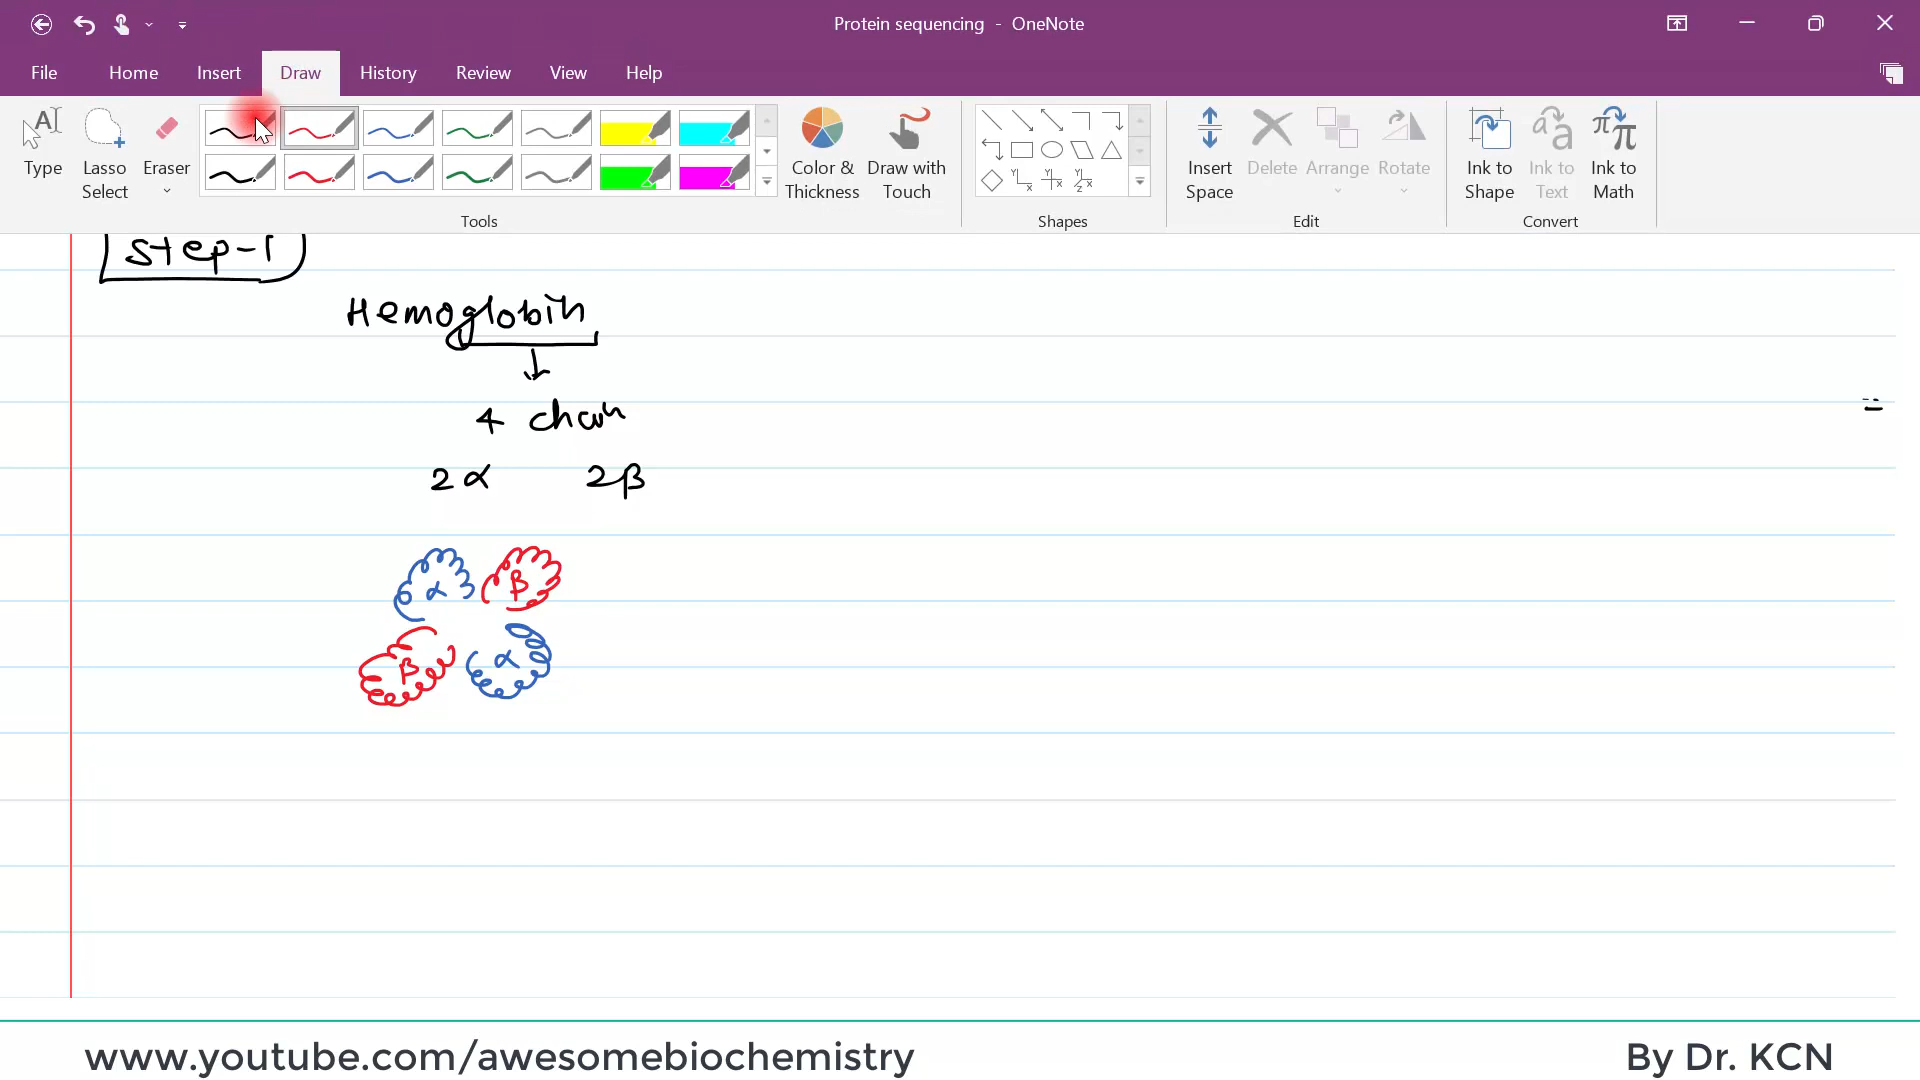 Protein sequencing - OneNote
File Home Insert Draw History Review View Help
Type
Lasso Select
Eraser
Color & Thickness
Draw with Touch
Insert Space
Delete
Arrange
Rotate
Ink to Shape
Ink to Text
Ink to Math
Tools
Shapes
Edit
Convert
Step-1
Hemoglobin
↓
4 chain
2α 2β
α β
β α
www.youtube.com/awesomebiochemistry
By Dr. KCN